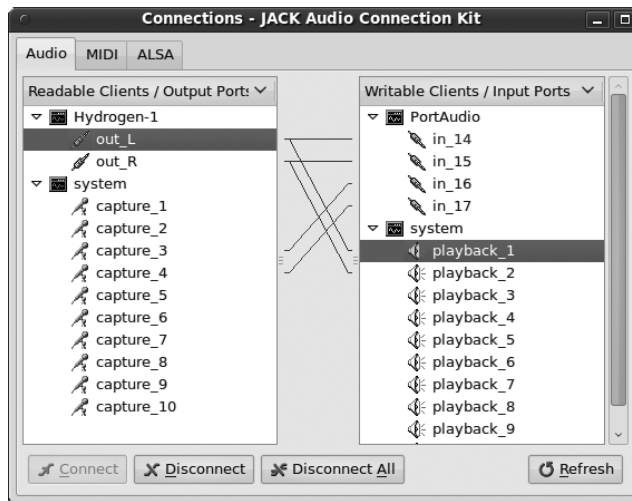 Connections - JACK Audio Connection Kit
Audio MIDI ALSA
Readable Clients / Output Ports
Hydrogen-1
out_L
out_R
system
capture_1
capture_2
capture_3
capture_4
capture_5
capture_6
capture_7
capture_8
capture_9
capture_10
Writable Clients / Input Ports
PortAudio
in_14
in_15
in_16
in_17
system
playback_1
playback_2
playback_3
playback_4
playback_5
playback_6
playback_7
playback_8
playback_9
Connect Disconnect Disconnect All Refresh